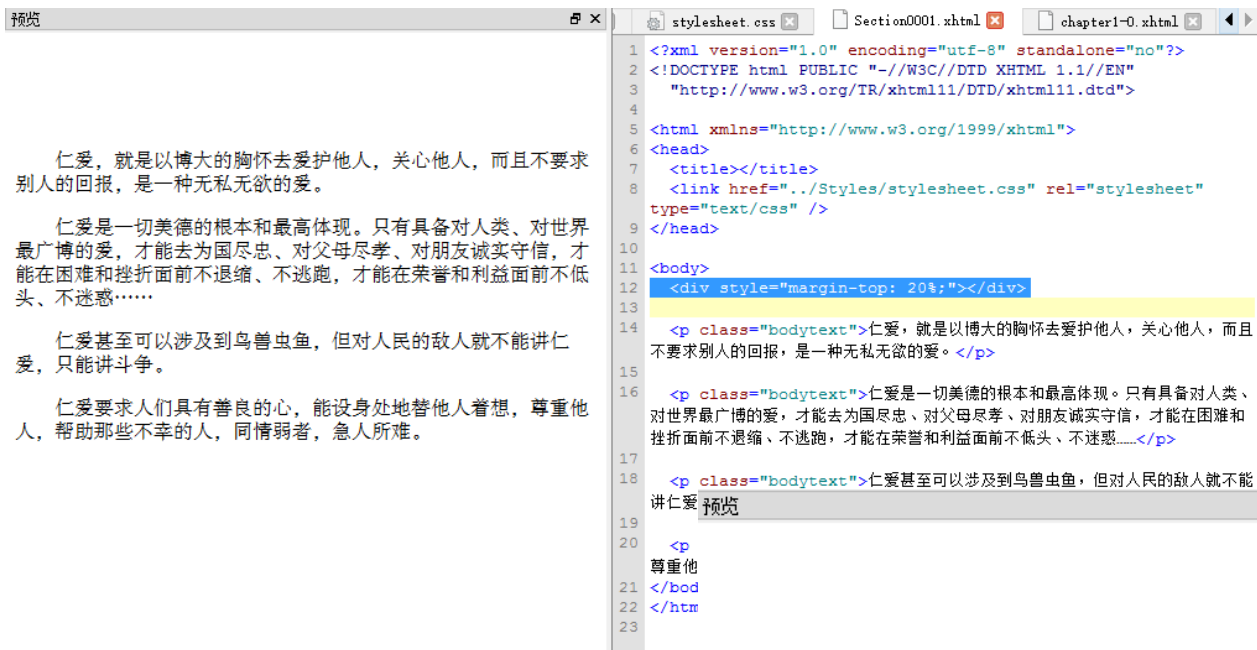 预览
仁爱，就是以博大的胸怀去爱护他人，关心他人，而且不要求
别人的回报，是一种无私无欲的爱。
仁爱是一切美德的根本和最高体现。只有具备对人类、对世界
最广博的爱，才能去为国尽忠、对父母尽孝、对朋友诚实守信，才
能在困难和挫折面前不退缩、不逃跑，才能在荣誉和利益面前不低
头、不迷惑……
仁爱甚至可以涉及到鸟兽虫鱼，但对人民的敌人就不能讲仁
爱，只能讲斗争。
仁爱要求人们具有善良的心，能设身处地替他人着想，尊重他
人，帮助那些不幸的人，同情弱者，急人所难。
stylesheet.css Section0001.xhtml chapter1-0.xhtml
1 <?xml version="1.0" encoding="utf-8" standalone="no"?>
2 <!DOCTYPE html PUBLIC "-//W3C//DTD XHTML 1.1//EN"
3 "http://www.w3.org/TR/xhtml11/DTD/xhtml11.dtd">
4
5 <html xmlns="http://www.w3.org/1999/xhtml">
6 <head>
7 <title></title>
8 <link href="../Styles/stylesheet.css" rel="stylesheet"
type="text/css" />
9 </head>
10
11 <body>
12 <div style="margin-top: 20%;"></div>
13
14 <p class="bodytext">仁爱，就是以博大的胸怀去爱护他人，关心他人，而且
不要求别人的回报，是一种无私无欲的爱。</p>
15
16 <p class="bodytext">仁爱是一切美德的根本和最高体现。只有具备对人类、
对世界最广博的爱，才能去为国尽忠、对父母尽孝、对朋友诚实守信，才能在困难和
挫折面前不退缩、不逃跑，才能在荣誉和利益面前不低头、不迷惑……</p>
17
18 <p class="bodytext">仁爱甚至可以涉及到鸟兽虫鱼，但对人民的敌人就不能
讲仁爱
预览
19
20 <p
尊重他
21 </bod
22 </htm
23